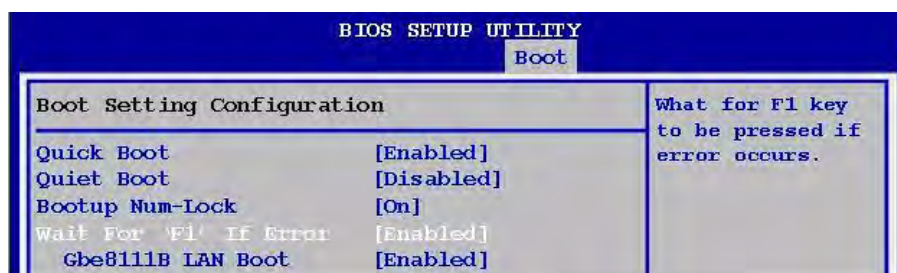 BIOS SETUP UTILITY
Boot
Boot Setting Configuration
Quick Boot [Enabled]
Quiet Boot [Disabled]
Bootup Num-Lock [On]
Wait For 'F1' If Error [Enabled]
Gbe8111B LAN Boot [Enabled]
What for F1 key
to be pressed if
error occurs.